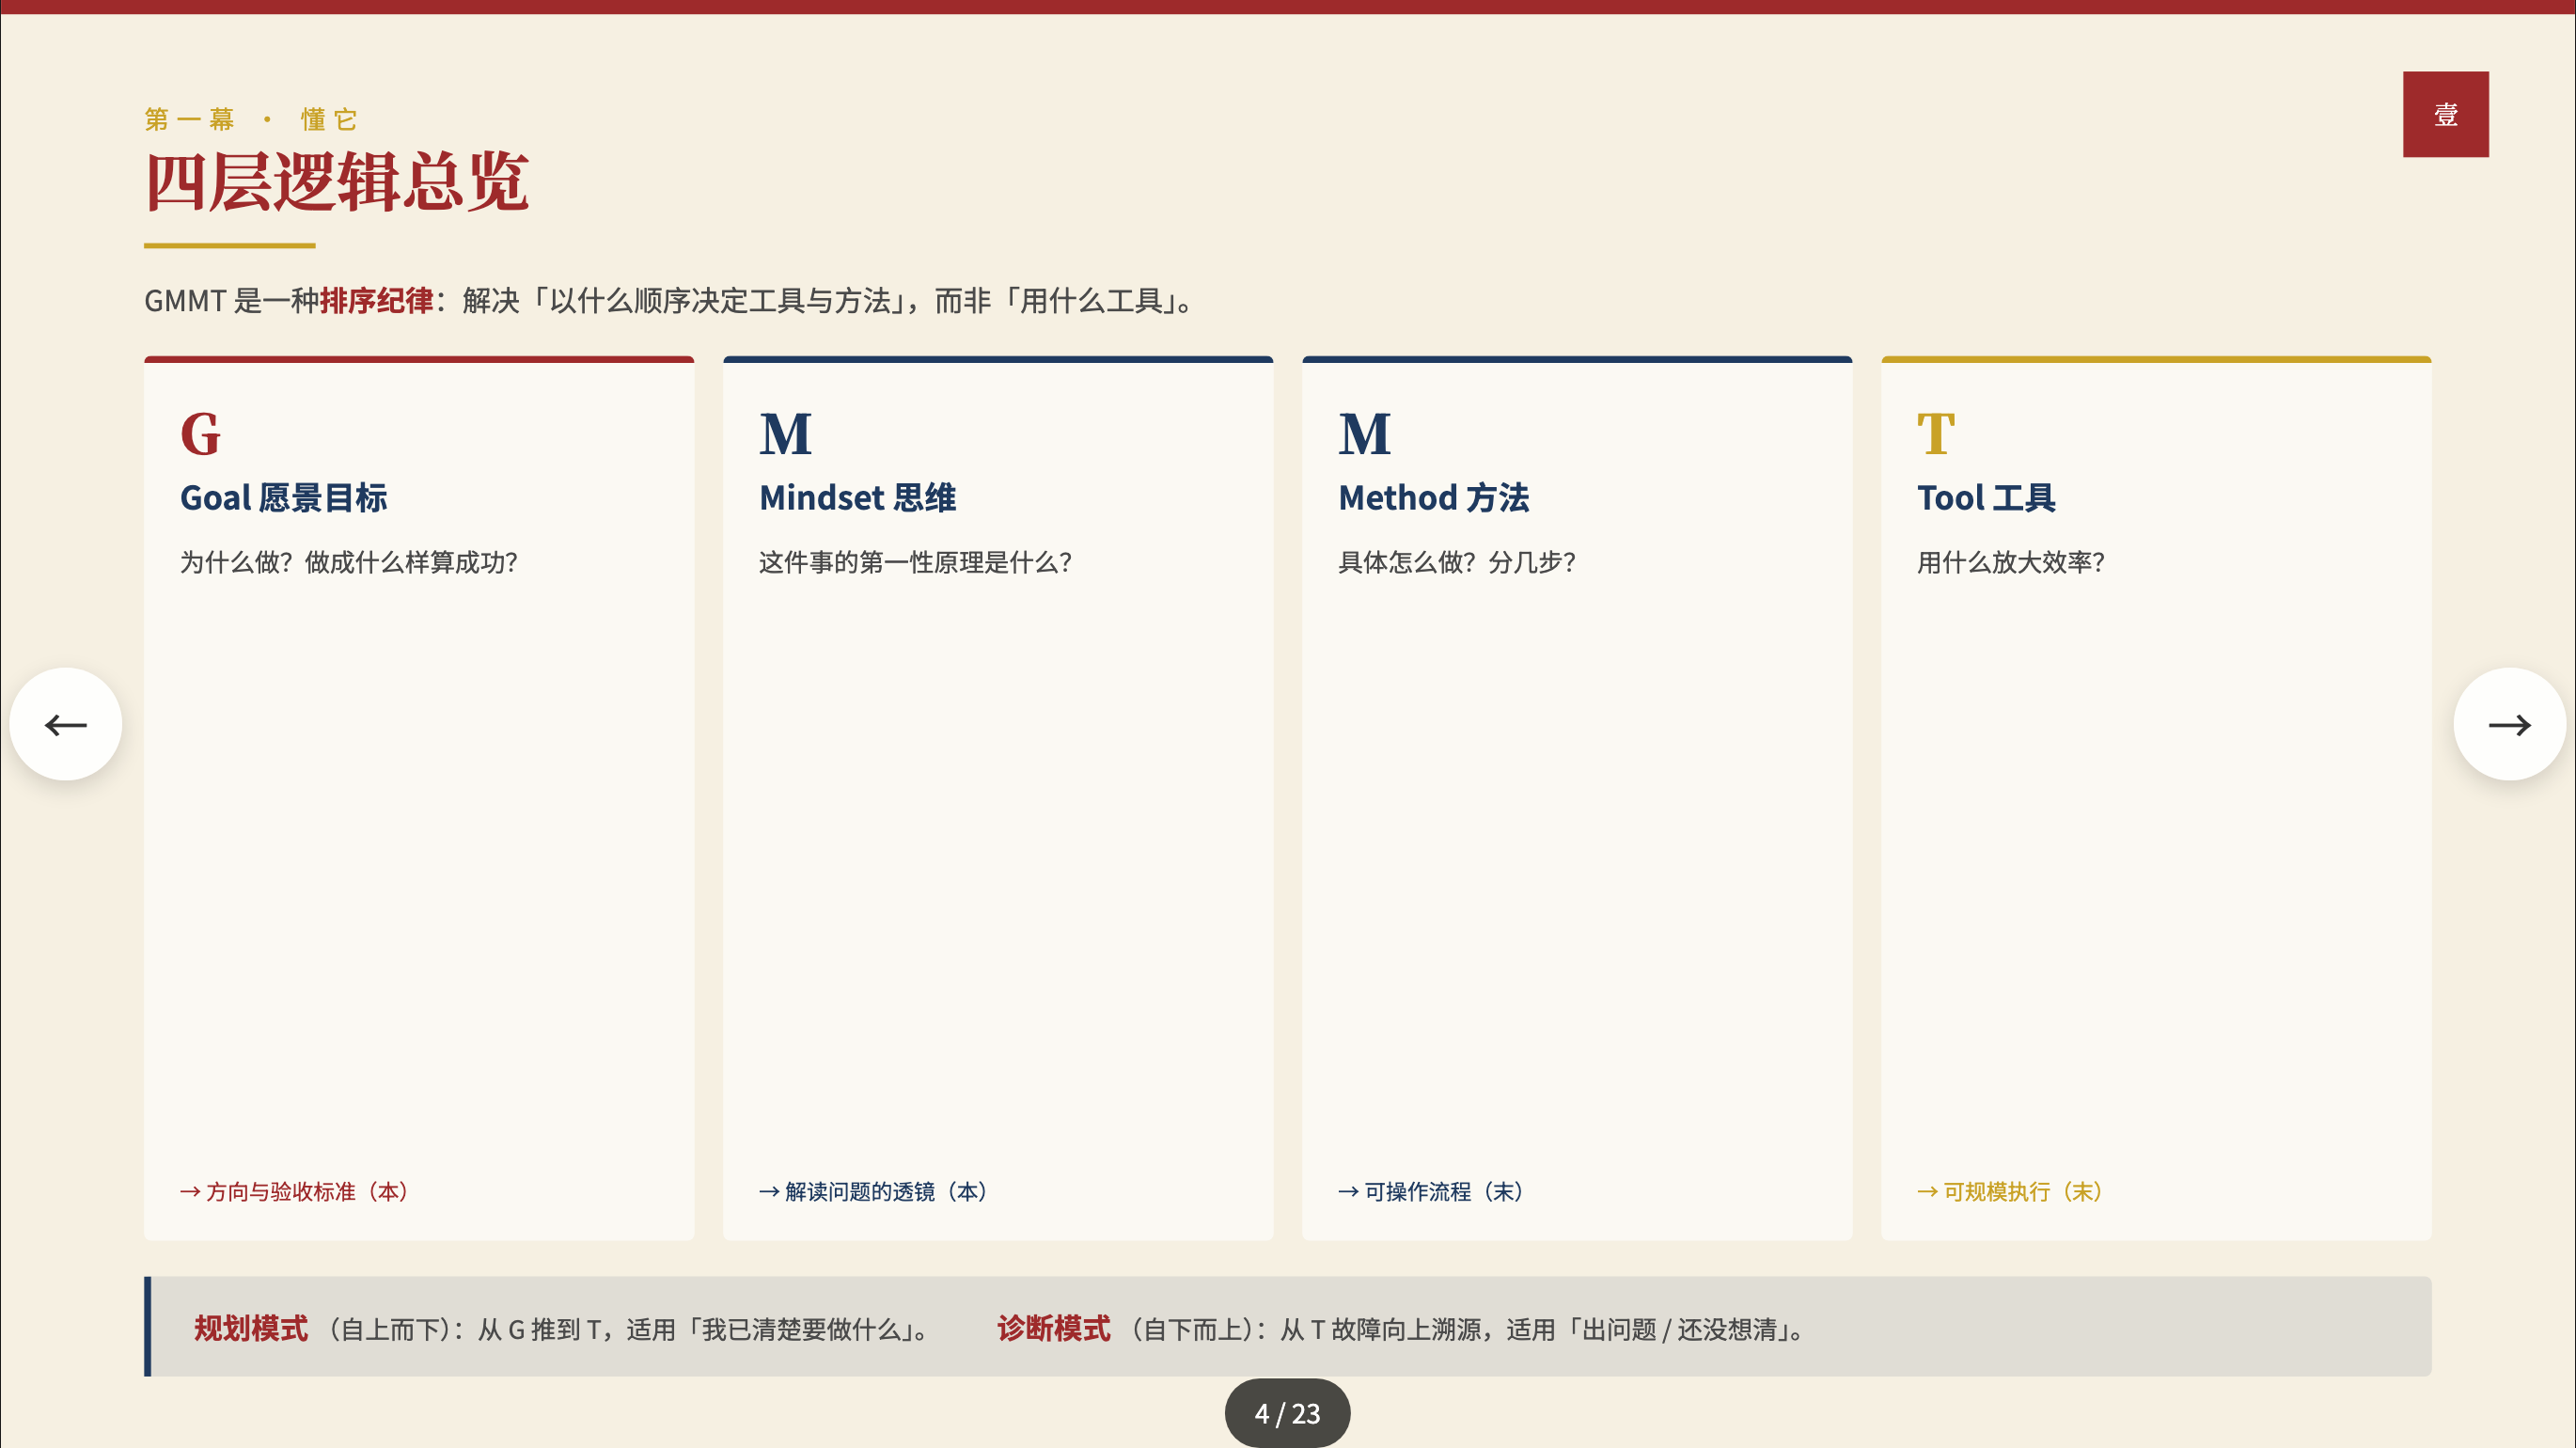 第一幕 · 懂它
壹
四层逻辑总览
GMMT 是一种排序纪律：解决「以什么顺序决定工具与方法」，而非「用什么工具」。
G
Goal 愿景目标
为什么做？做成什么样算成功？
→ 方向与验收标准（本）
M
Mindset 思维
这件事的第一性原理是什么？
→ 解读问题的透镜（本）
M
Method 方法
具体怎么做？分几步？
→ 可操作流程（末）
T
Tool 工具
用什么放大效率？
→ 可规模执行（末）
←
→
规划模式（自上而下）：从 G 推到 T，适用「我已清楚要做什么」。 诊断模式（自下而上）：从 T 故障向上溯源，适用「出问题 / 还没想清」。
4 / 23